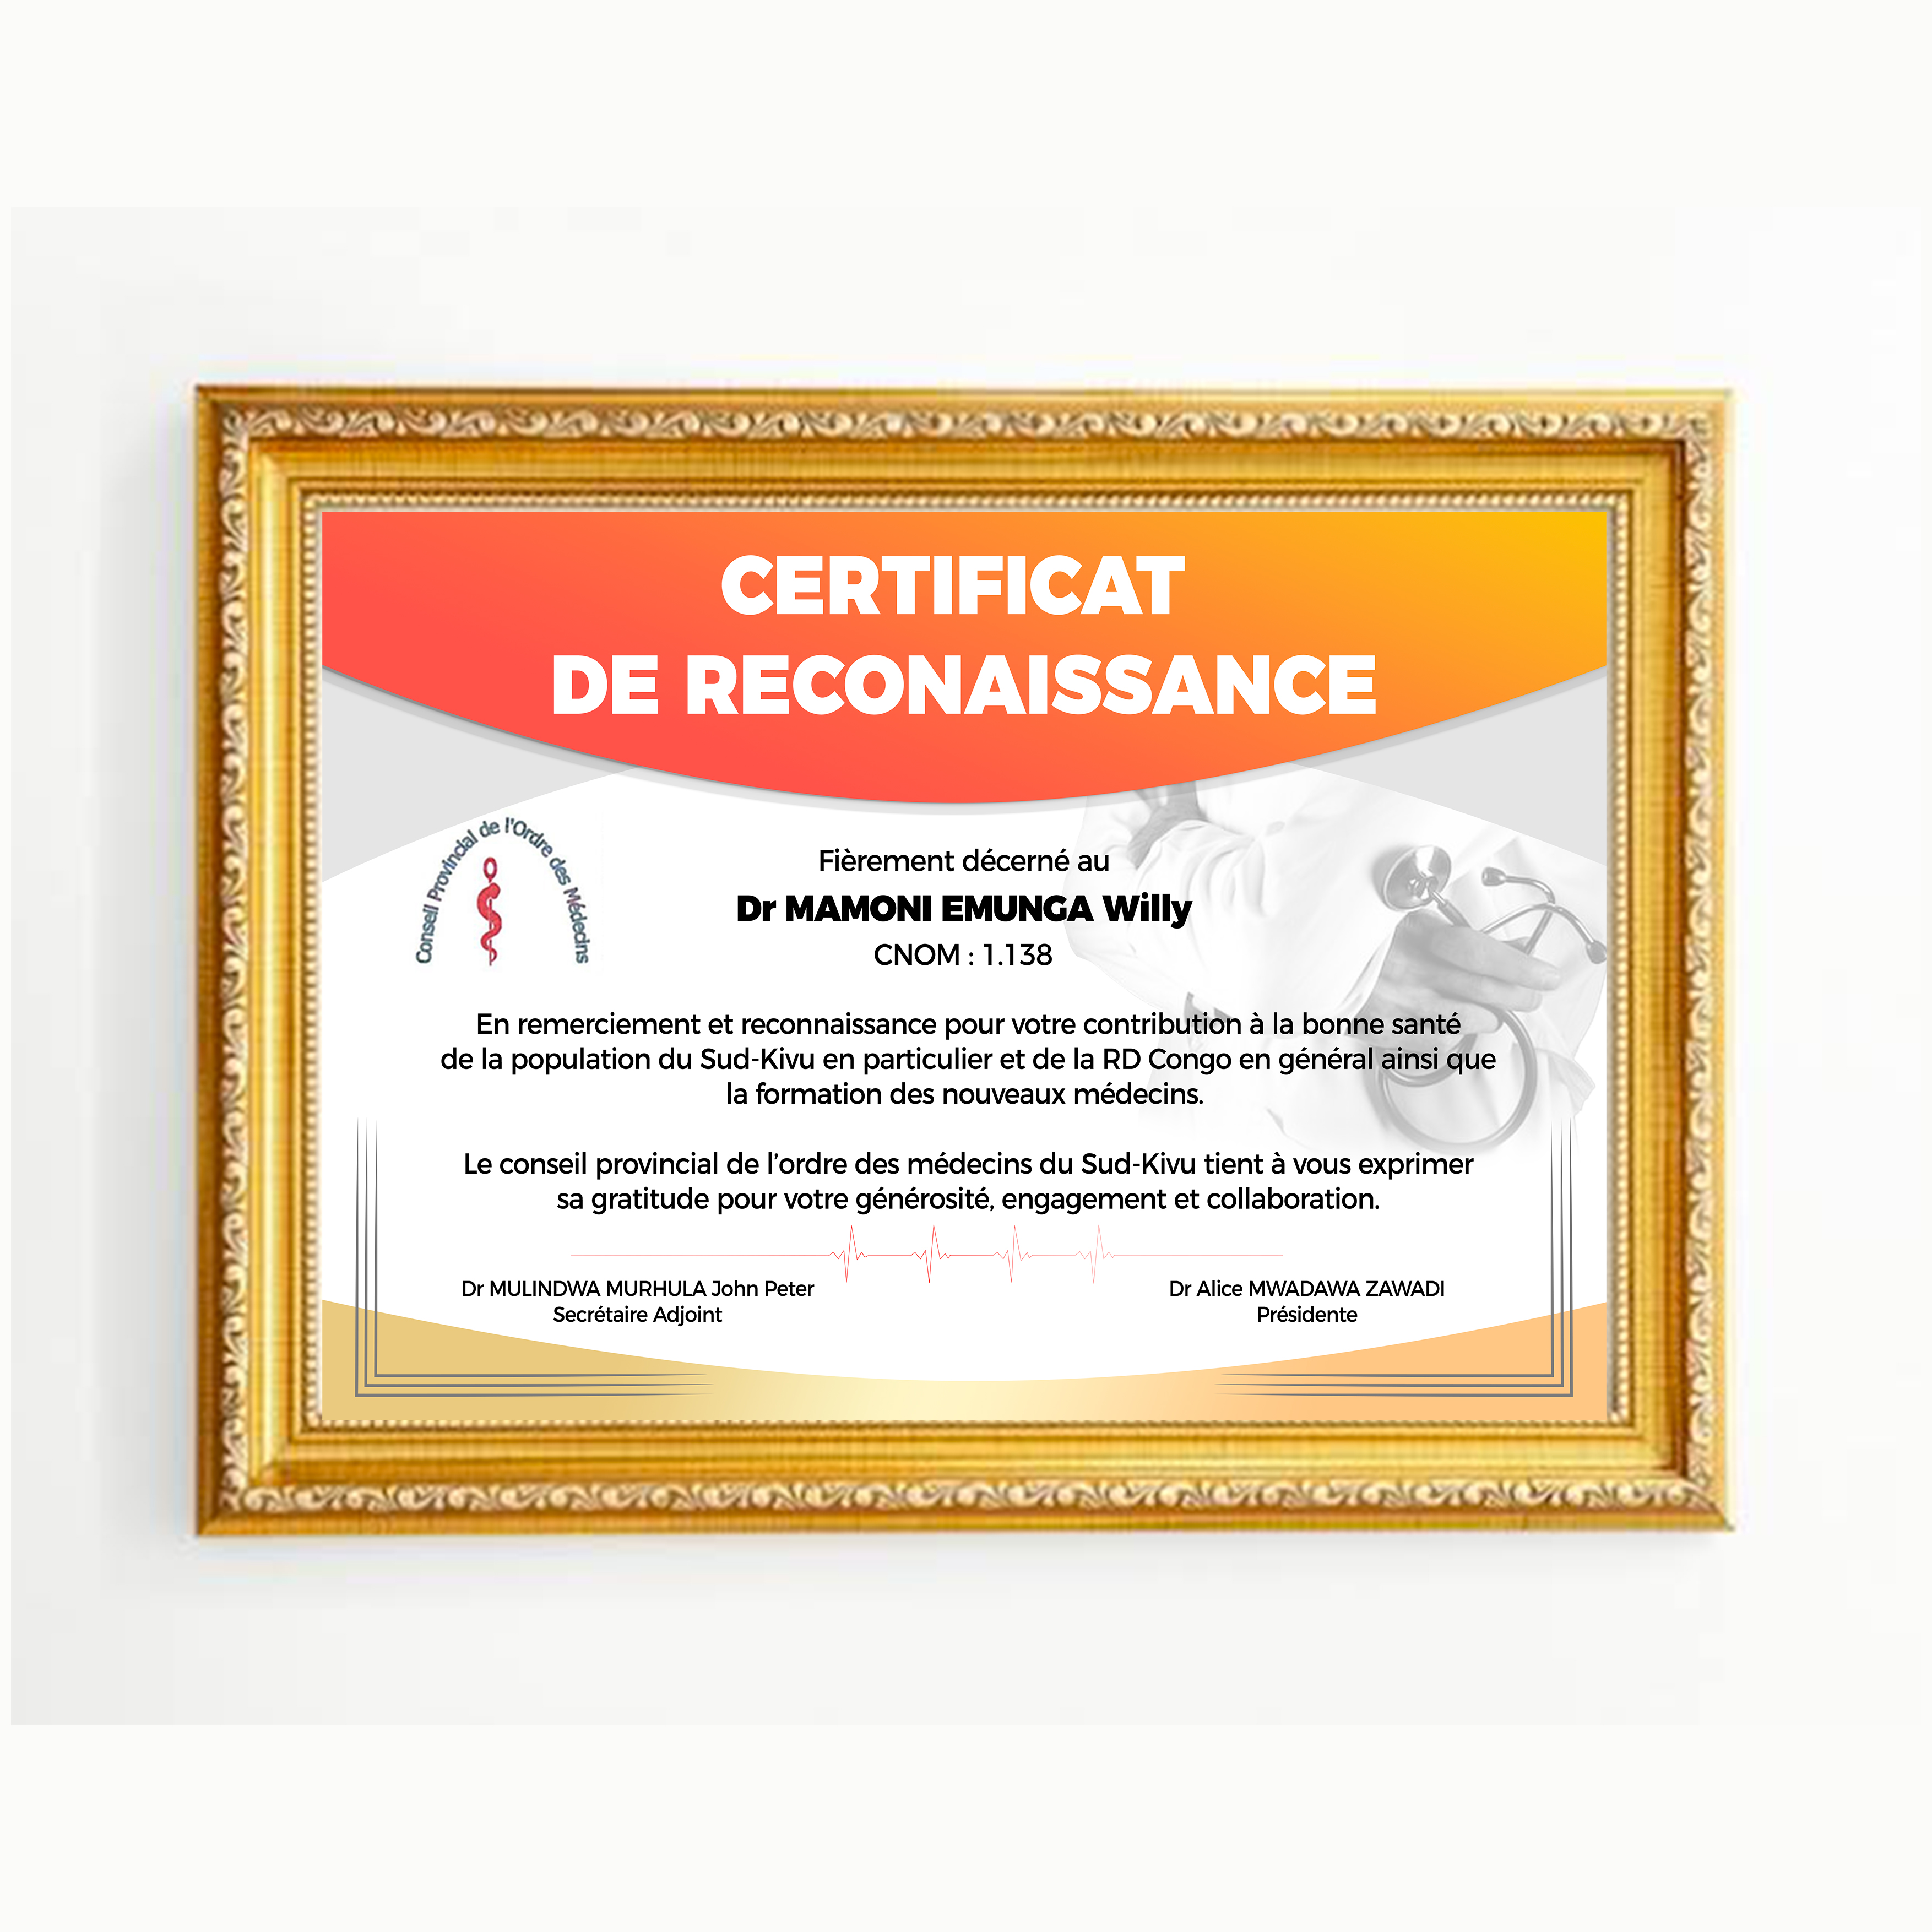 CERTIFICAT
DE RECONAISSANCE
Conseil Provincial de l'Ordre des Médecins
Fièrement décerné au
Dr MAMONI EMUNGA Willy
CNOM : 1.138
En remerciement et reconnaissance pour votre contribution à la bonne santé
de la population du Sud-Kivu en particulier et de la RD Congo en général ainsi que
la formation des nouveaux médecins.
Le conseil provincial de l’ordre des médecins du Sud-Kivu tient à vous exprimer
sa gratitude pour votre générosité, engagement et collaboration.
Dr MULINDWA MURHULA John Peter
Secrétaire Adjoint
Dr Alice MWADAWA ZAWADI
Présidente